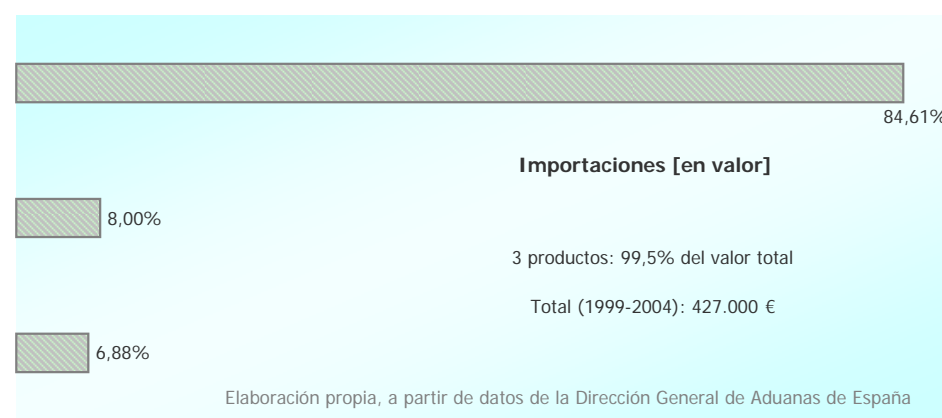 84,61%
Importaciones [en valor]
8,00%
3 productos: 99,5% del valor total
Total (1999-2004): 427.000 €
6,88%
Elaboración propia, a partir de datos de la Dirección General de Aduanas de España